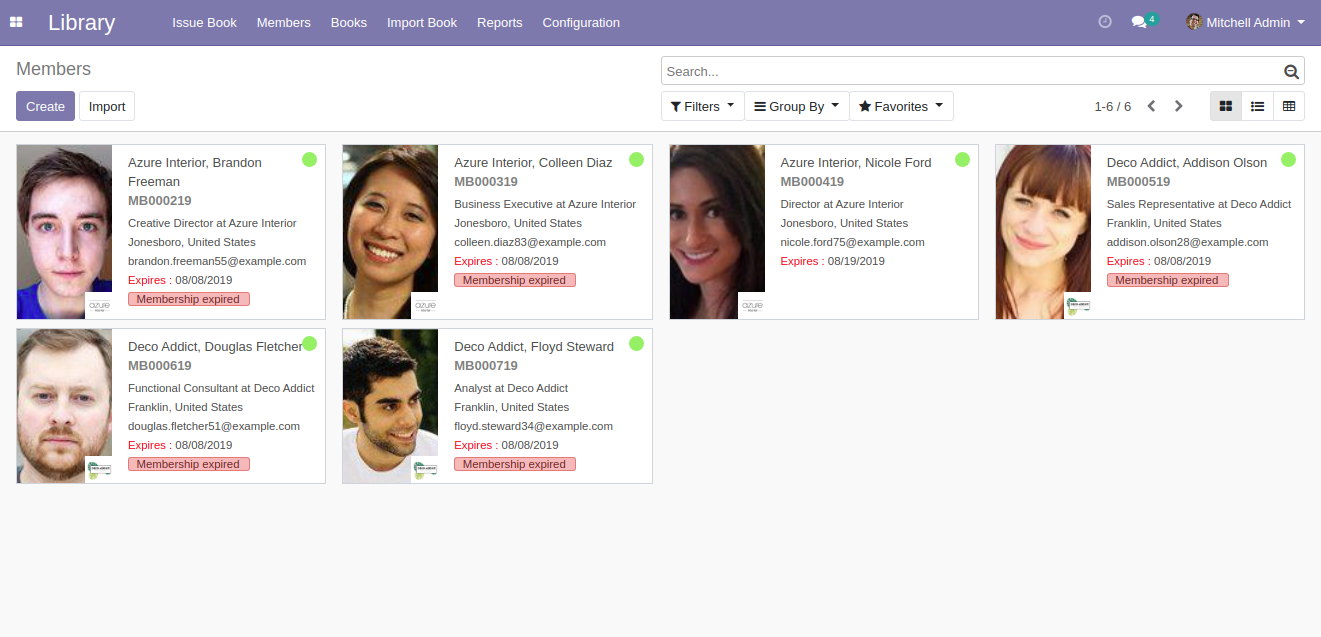 Library Issue Book Members Books Import Book Reports Configuration 4 Mitchell Admin
Members
Search...
Create Import
Filters Group By Favorites 1-6 / 6
Azure Interior, Brandon
Freeman
MB000219
Creative Director at Azure Interior
Jonesboro, United States
brandon.freeman55@example.com
Expires : 08/08/2019
Membership expired
azure
Azure Interior, Colleen Diaz
MB000319
Business Executive at Azure Interior
Jonesboro, United States
colleen.diaz83@example.com
Expires : 08/08/2019
Membership expired
azure
Azure Interior, Nicole Ford
MB000419
Director at Azure Interior
Jonesboro, United States
nicole.ford75@example.com
Expires : 08/19/2019
azure
Deco Addict, Addison Olson
MB000519
Sales Representative at Deco Addict
Franklin, United States
addison.olson28@example.com
Expires : 08/08/2019
Membership expired
Deco Addict, Douglas Fletcher
MB000619
Functional Consultant at Deco Addict
Franklin, United States
douglas.fletcher51@example.com
Expires : 08/08/2019
Membership expired
Deco Addict, Floyd Steward
MB000719
Analyst at Deco Addict
Franklin, United States
floyd.steward34@example.com
Expires : 08/08/2019
Membership expired